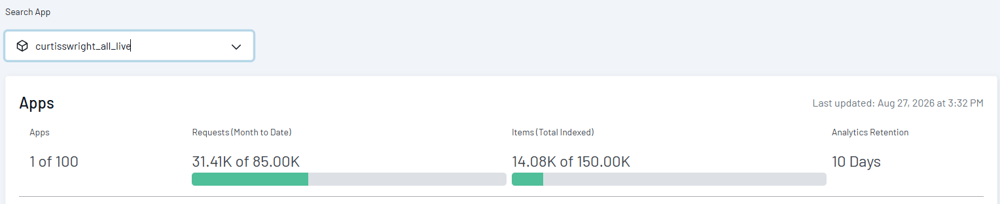 Search App
curtisswright_all_live
Apps
Last updated: Aug 27, 2026 at 3:32 PM
Apps
Requests (Month to Date)
Items (Total Indexed)
Analytics Retention
1 of 100
31.41K of 85.00K
14.08K of 150.00K
10 Days